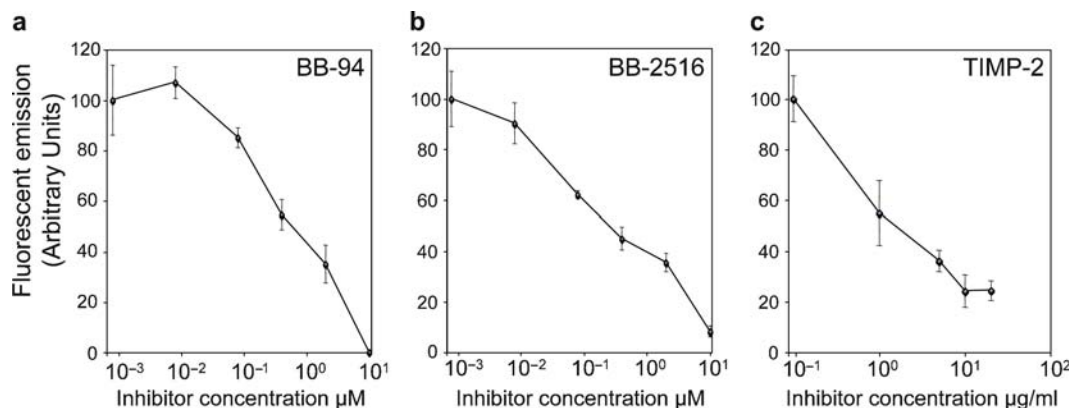 a b c
120 BB-94 120 BB-2516 120 TIMP-2
100 100 100
80 80 80
60 60 60
40 40 40
20 20 20
0 0 0
Fluorescent emission
(Arbitrary Units)
10⁻³ 10⁻² 10⁻¹ 10⁰ 10¹ 10⁻³ 10⁻² 10⁻¹ 10⁰ 10¹ 10⁻¹ 10⁰ 10¹ 10²
Inhibitor concentration µM Inhibitor concentration µM Inhibitor concentration µg/ml